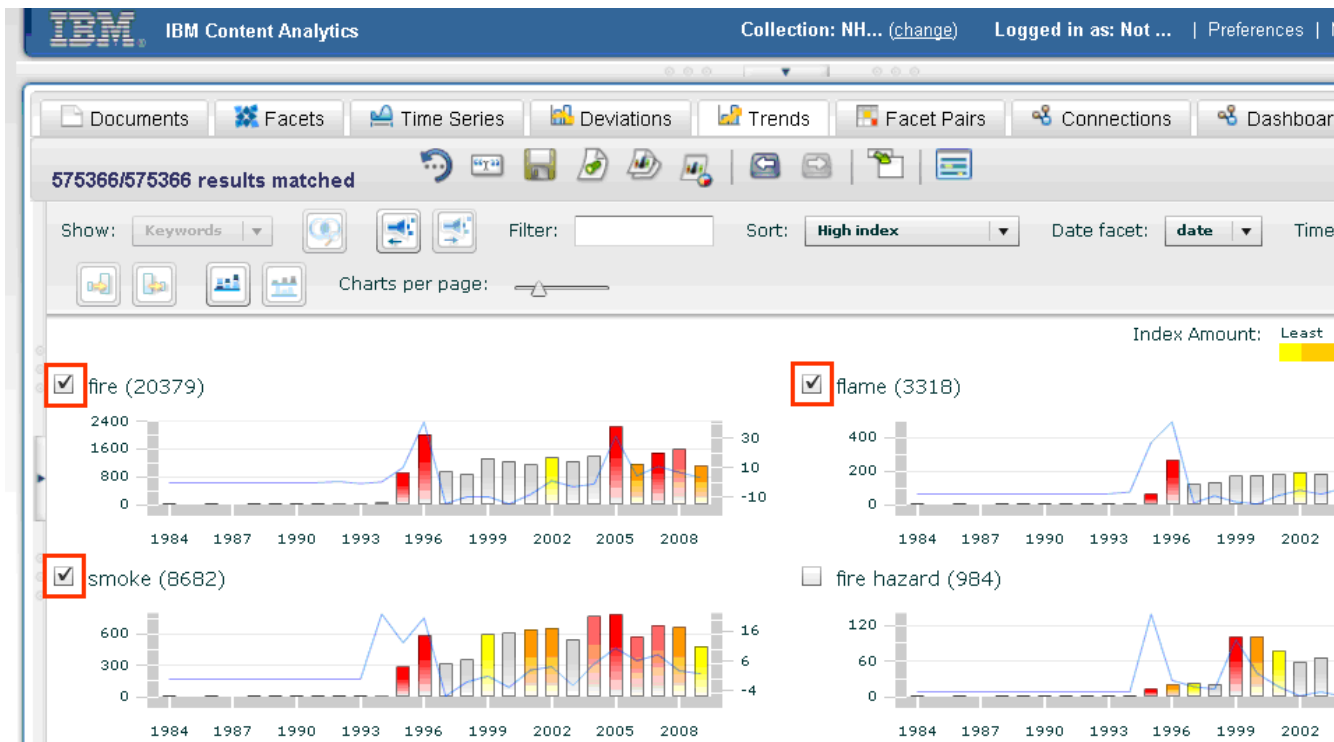 IBM® IBM Content Analytics Collection: NH... (change) Logged in as: Not ... | Preferences |
Documents Facets Time Series Deviations Trends Facet Pairs Connections Dashboar
575366/575366 results matched
Show: Keywords Filter: Sort: High index Date facet: date Time
Charts per page:
Index Amount: Least
fire (20379)
2400
1600
800
0
30
10
-10
1984 1987 1990 1993 1996 1999 2002 2005 2008
flame (3318)
400
200
0
1984 1987 1990 1993 1996 1999 2002
smoke (8682)
600
300
0
16
6
-4
1984 1987 1990 1993 1996 1999 2002 2005 2008
fire hazard (984)
120
60
0
1984 1987 1990 1993 1996 1999 2002